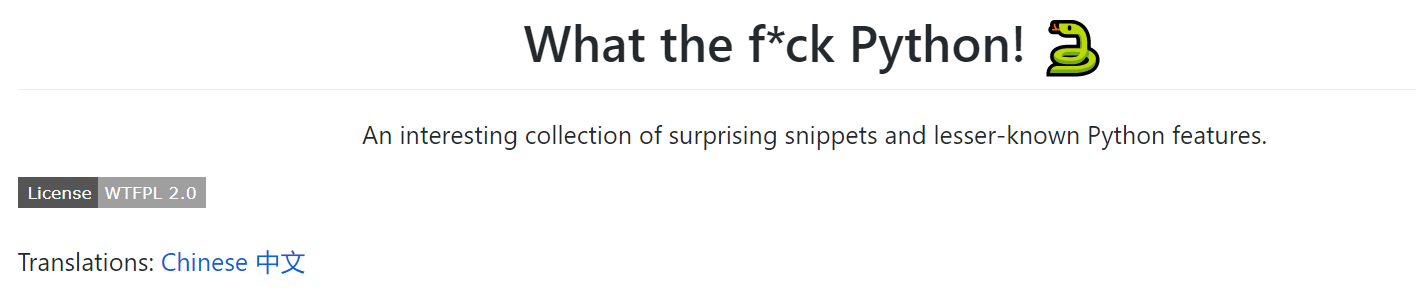 What the f*ck Python! 🐍
An interesting collection of surprising snippets and lesser-known Python features.
License WTFPL 2.0
Translations: Chinese 中文